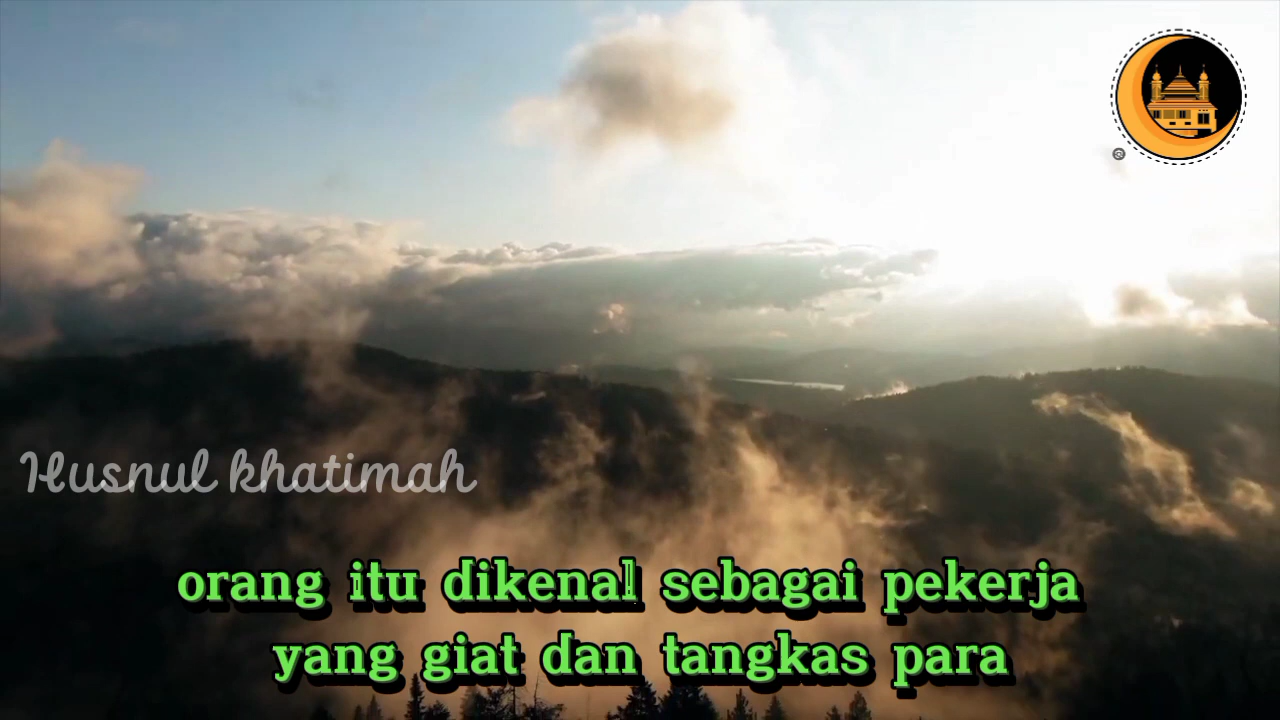 Husnul khatimah
orang itu dikenal sebagai pekerja
yang giat dan tangkas para